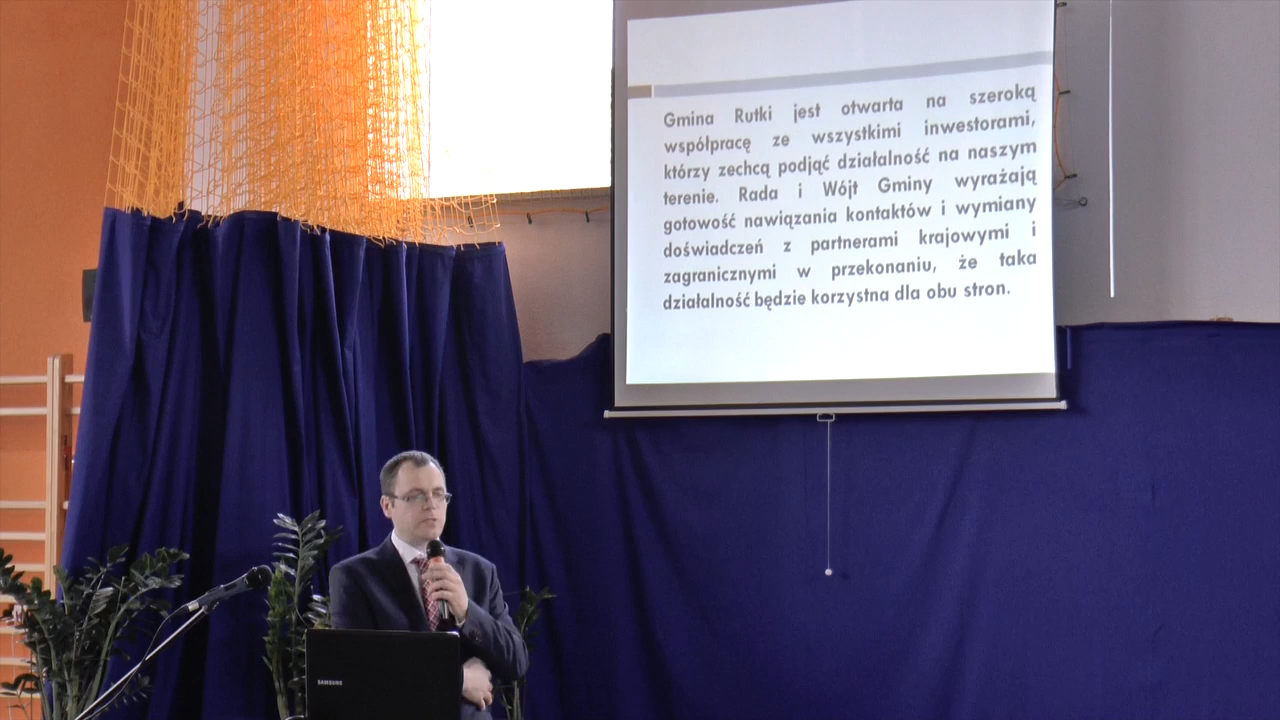 Gmina Rutki jest otwarta na szeroką
współpracę ze wszystkimi inwestorami,
którzy zechcą podjąć działalność na naszym
terenie. Rada i Wójt Gminy wyrażają
gotowość nawiązania kontaktów i wymiany
doświadczeń z partnerami krajowymi i
zagranicznymi w przekonaniu, że taka
działalność będzie korzystna dla obu stron.
SAMSUNG